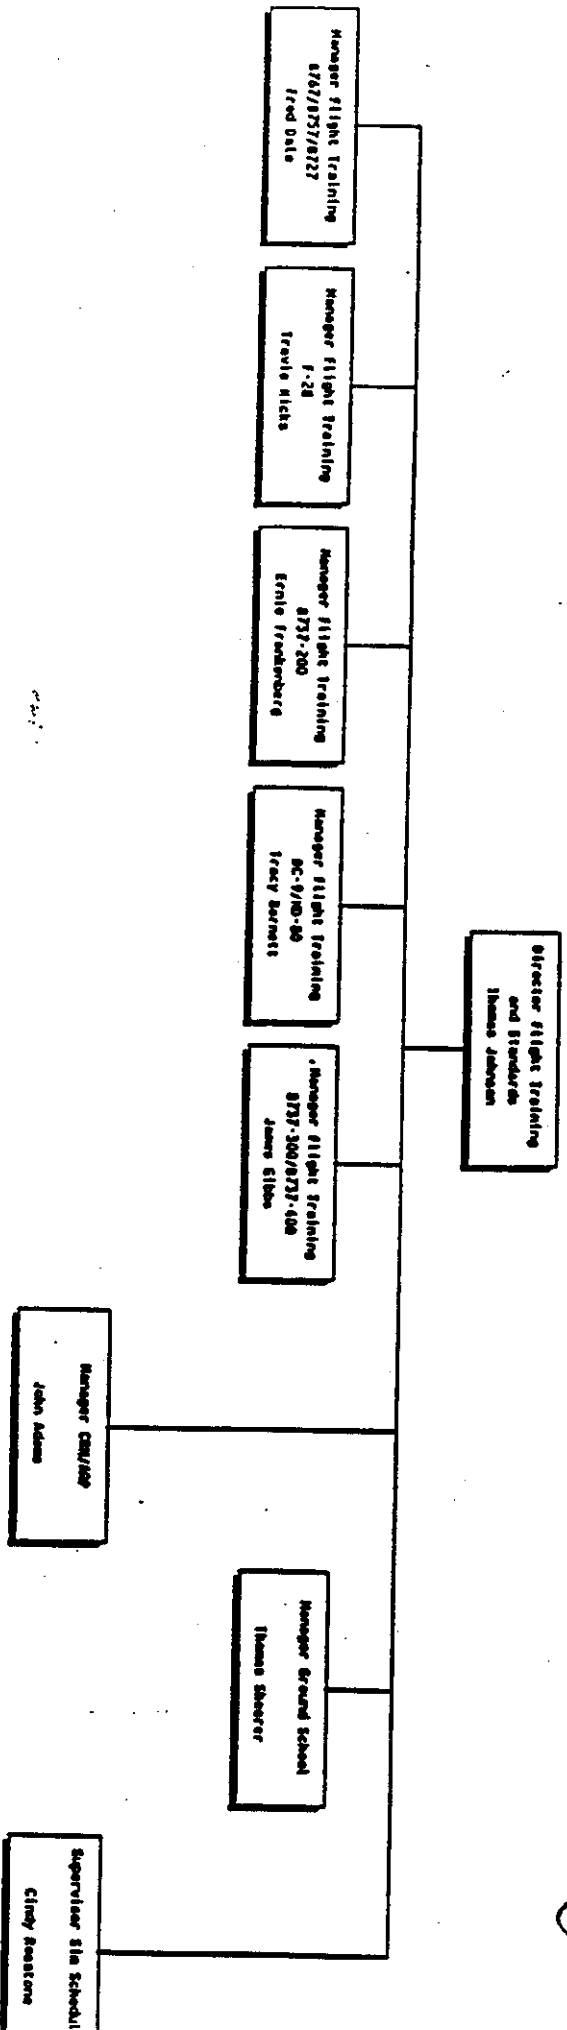 Director Flight Training
and Standards
Thomas Johnson
Manager Flight Training
B767/B757/B727
Fred Dale
Manager Flight Training
F-28
Travis Hicks
Manager Flight Training
B737-200
Ernie Frankenberg
Manager Flight Training
DC-9/MD-80
Tracy Barnett
Manager Flight Training
B737-300/B737-400
James Gibbs
Manager CRM/AQP
John Adams
Manager Ground School
Thomas Shearer
Supervisor Sim Schedul
Cindy